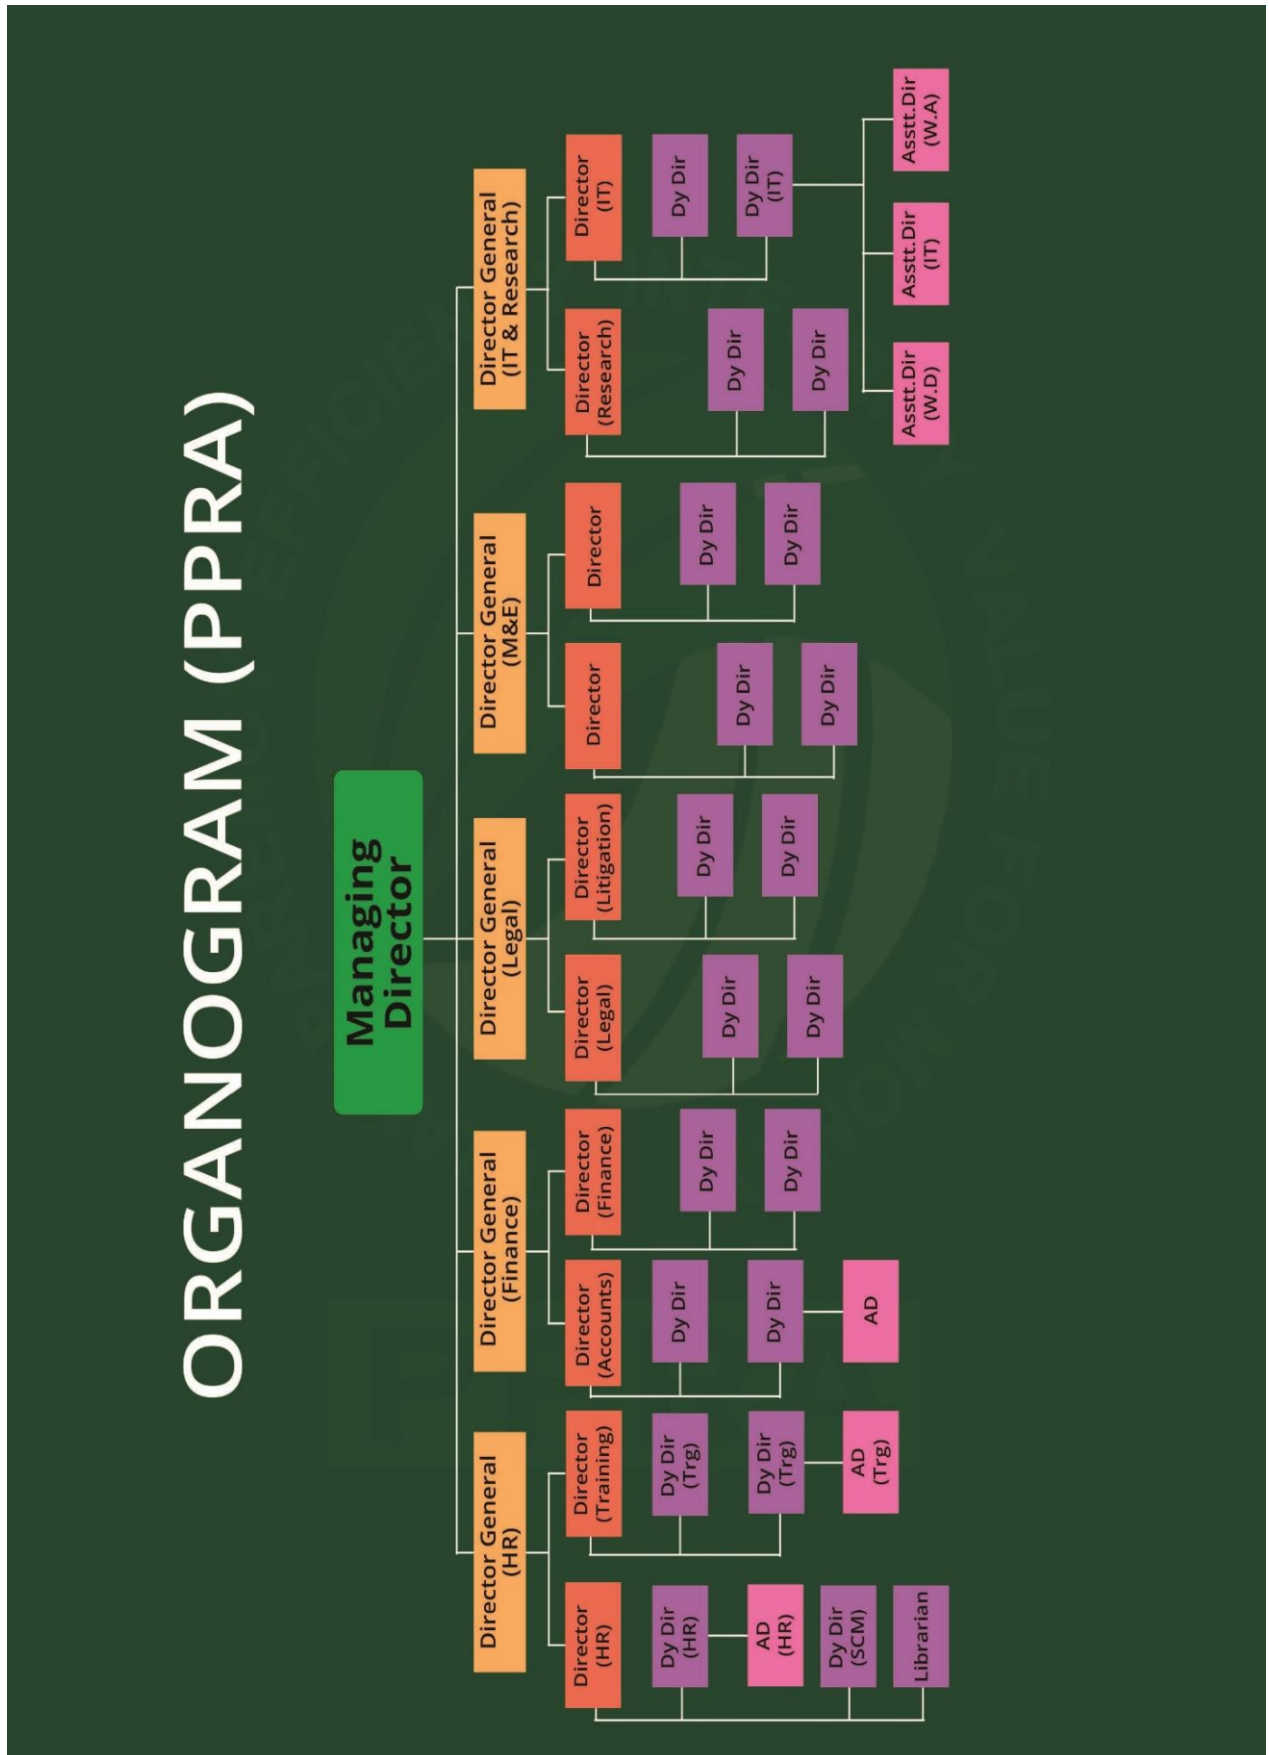 ORGANOGRAM (PPRA)
Managing
Director
Director General
(HR)
Director General
(Finance)
Director General
(Legal)
Director General
(M&E)
Director General
(IT & Research)
Director
(HR)
Dy Dir
(HR)
AD
(HR)
Dy Dir
(SCM)
Librarian
Director
(Training)
Dy Dir
(Trg)
Dy Dir
(Trg)
AD
(Trg)
Director
(Accounts)
Dy Dir
Dy Dir
AD
Director
(Finance)
Dy Dir
Dy Dir
Director
(Legal)
Dy Dir
Dy Dir
Director
(Litigation)
Dy Dir
Dy Dir
Director
Dy Dir
Dy Dir
Director
Dy Dir
Dy Dir
Director
(Research)
Dy Dir
Dy Dir
Director
(IT)
Dy Dir
Dy Dir
(IT)
Asstt.Dir
(W.D)
Asstt.Dir
(IT)
Asstt.Dir
(W.A)